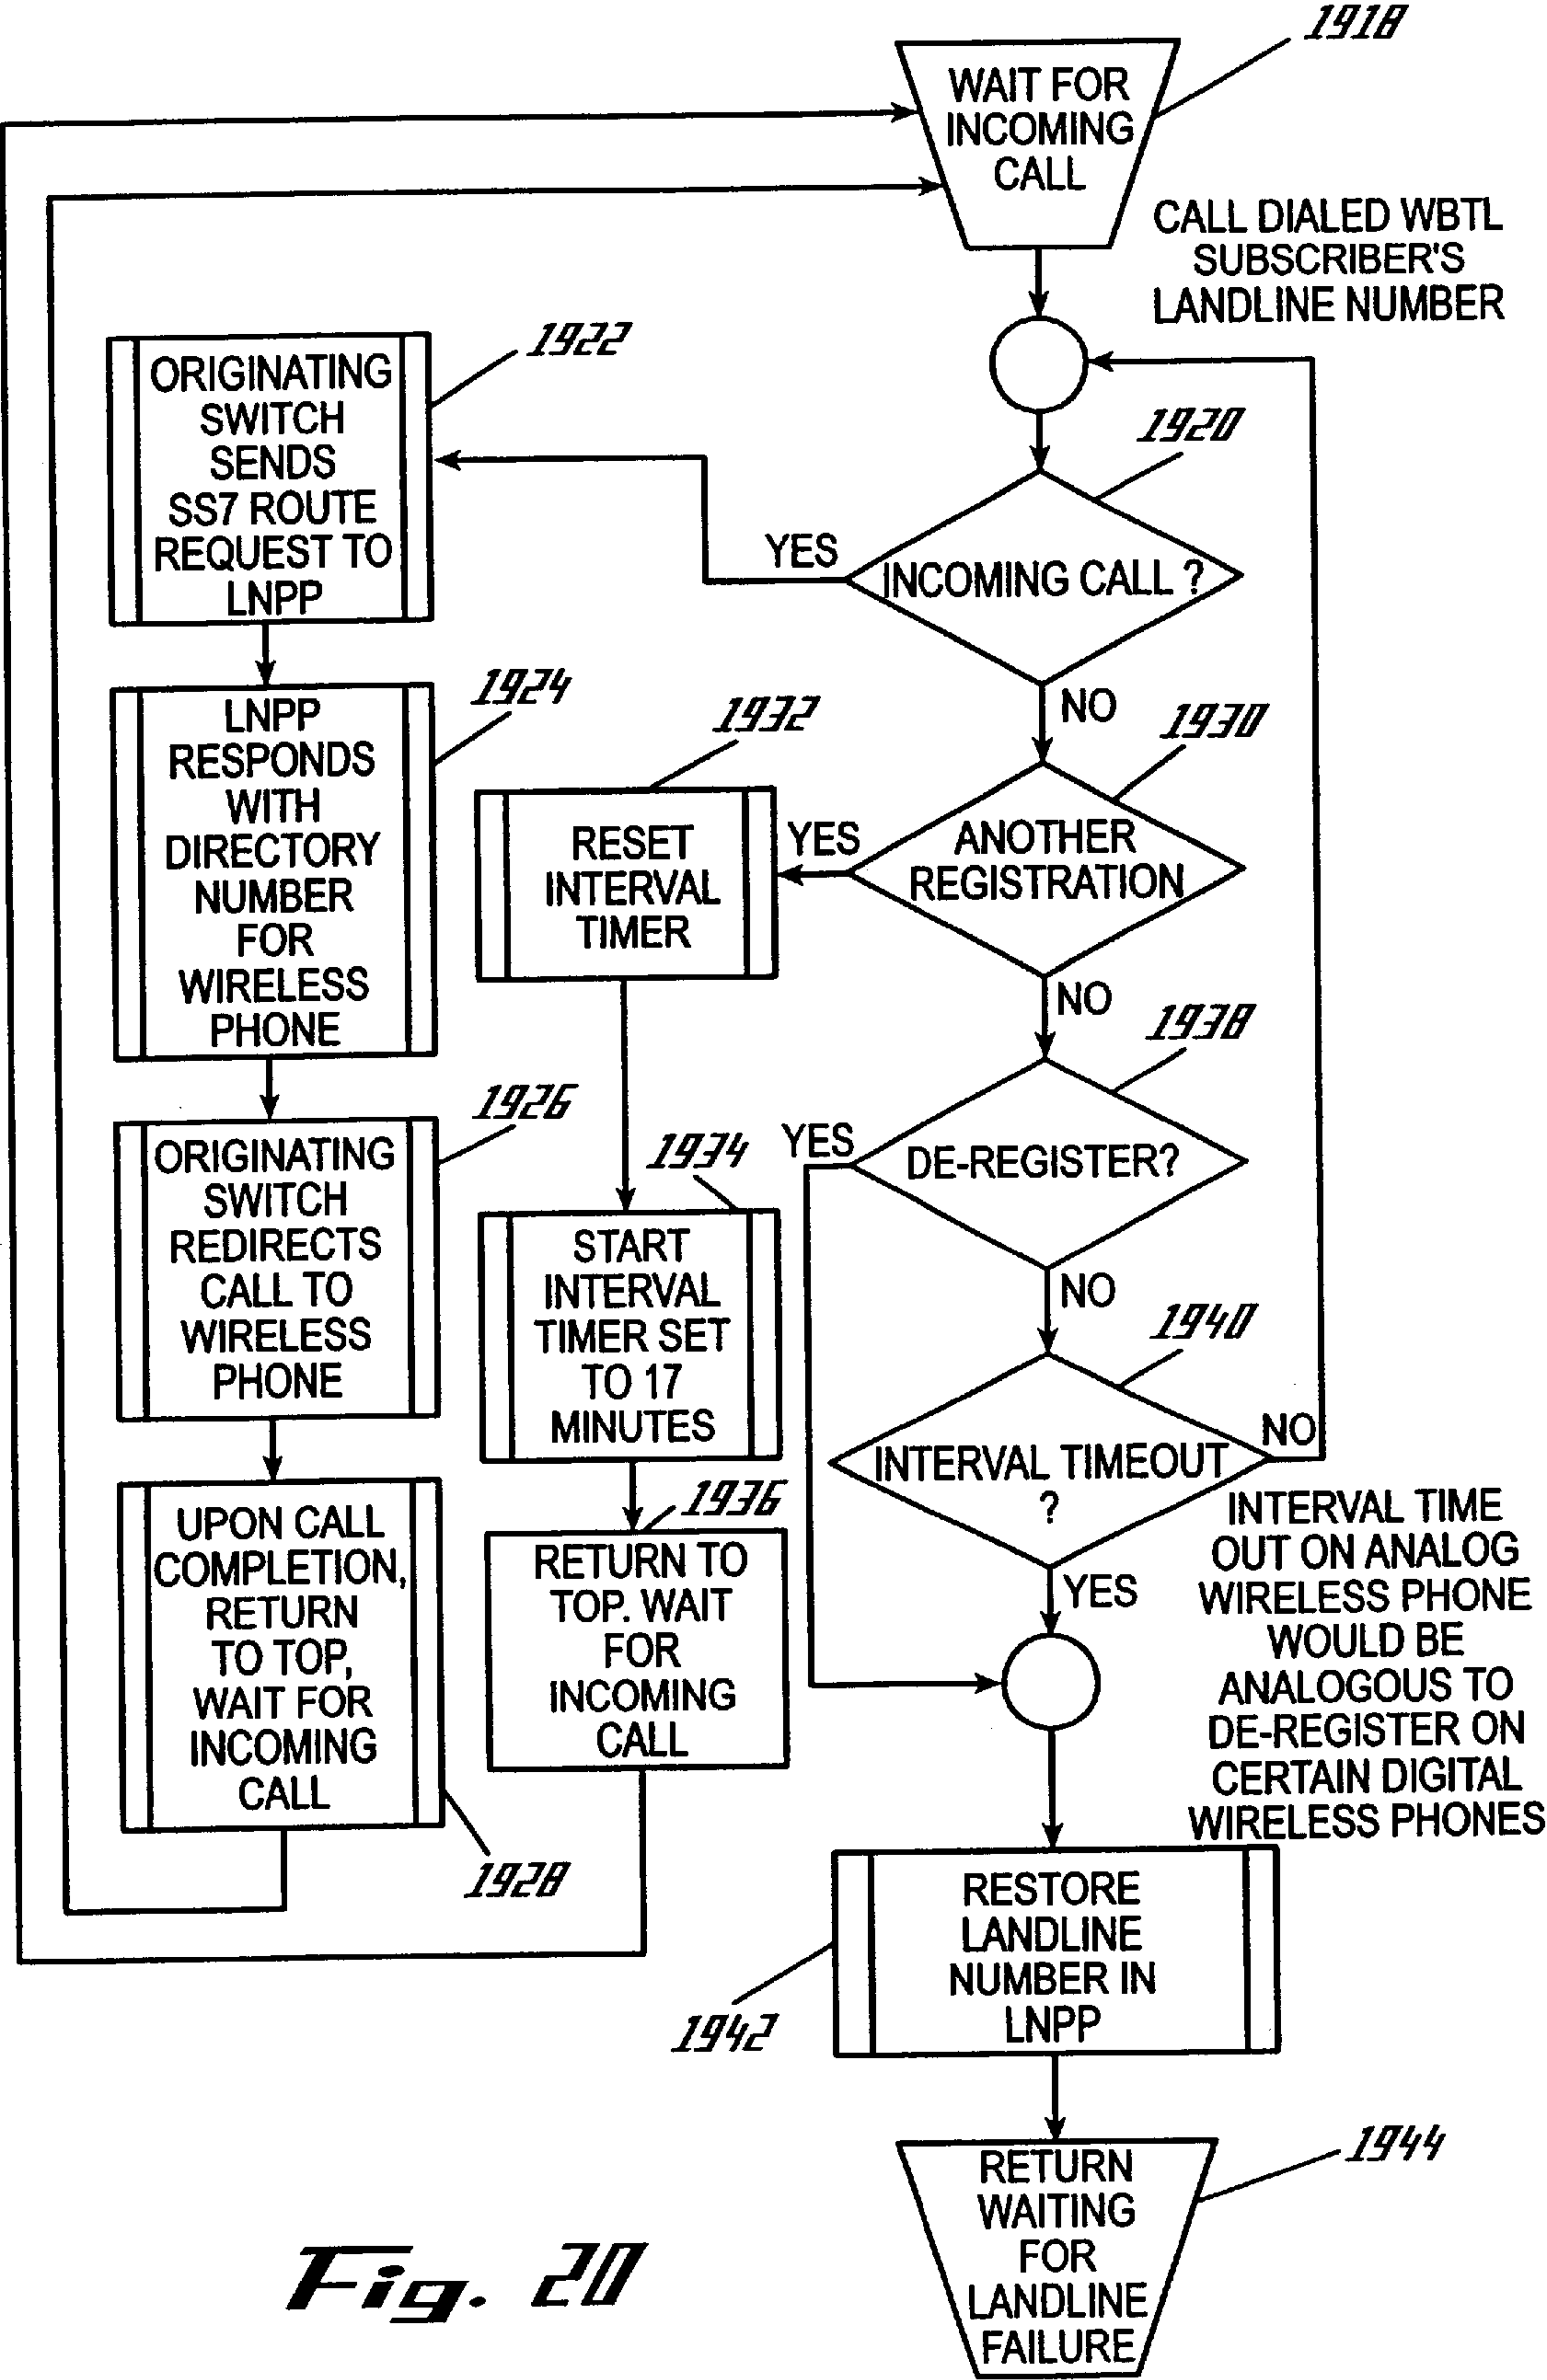 1918
WAIT FOR
INCOMING
CALL
CALL DIALED WBTL
SUBSCRIBER'S
LANDLINE NUMBER
1920
INCOMING CALL ?
YES
NO
1922
ORIGINATING
SWITCH
SENDS
SS7 ROUTE
REQUEST TO
LNPP
1924
LNPP
RESPONDS
WITH
DIRECTORY
NUMBER
FOR
WIRELESS
PHONE
1926
ORIGINATING
SWITCH
REDIRECTS
CALL TO
WIRELESS
PHONE
UPON CALL
COMPLETION,
RETURN
TO TOP,
WAIT FOR
INCOMING
CALL
1928
1930
ANOTHER
REGISTRATION
YES
NO
1932
RESET
INTERVAL
TIMER
1934
START
INTERVAL
TIMER SET
TO 17
MINUTES
1936
RETURN TO
TOP. WAIT
FOR
INCOMING
CALL
1938
DE-REGISTER?
YES
NO
1940
INTERVAL TIMEOUT
?
NO
YES
INTERVAL TIME
OUT ON ANALOG
WIRELESS PHONE
WOULD BE
ANALOGOUS TO
DE-REGISTER ON
CERTAIN DIGITAL
WIRELESS PHONES
RESTORE
LANDLINE
NUMBER IN
LNPP
1942
1944
RETURN
WAITING
FOR
LANDLINE
FAILURE
Fig. 20